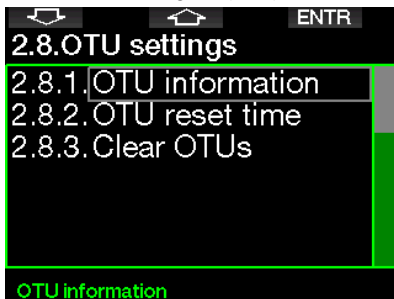 ENTR
2.8.OTU settings
2.8.1.OTU information
2.8.2.OTU reset time
2.8.3.Clear OTUs
OTU information